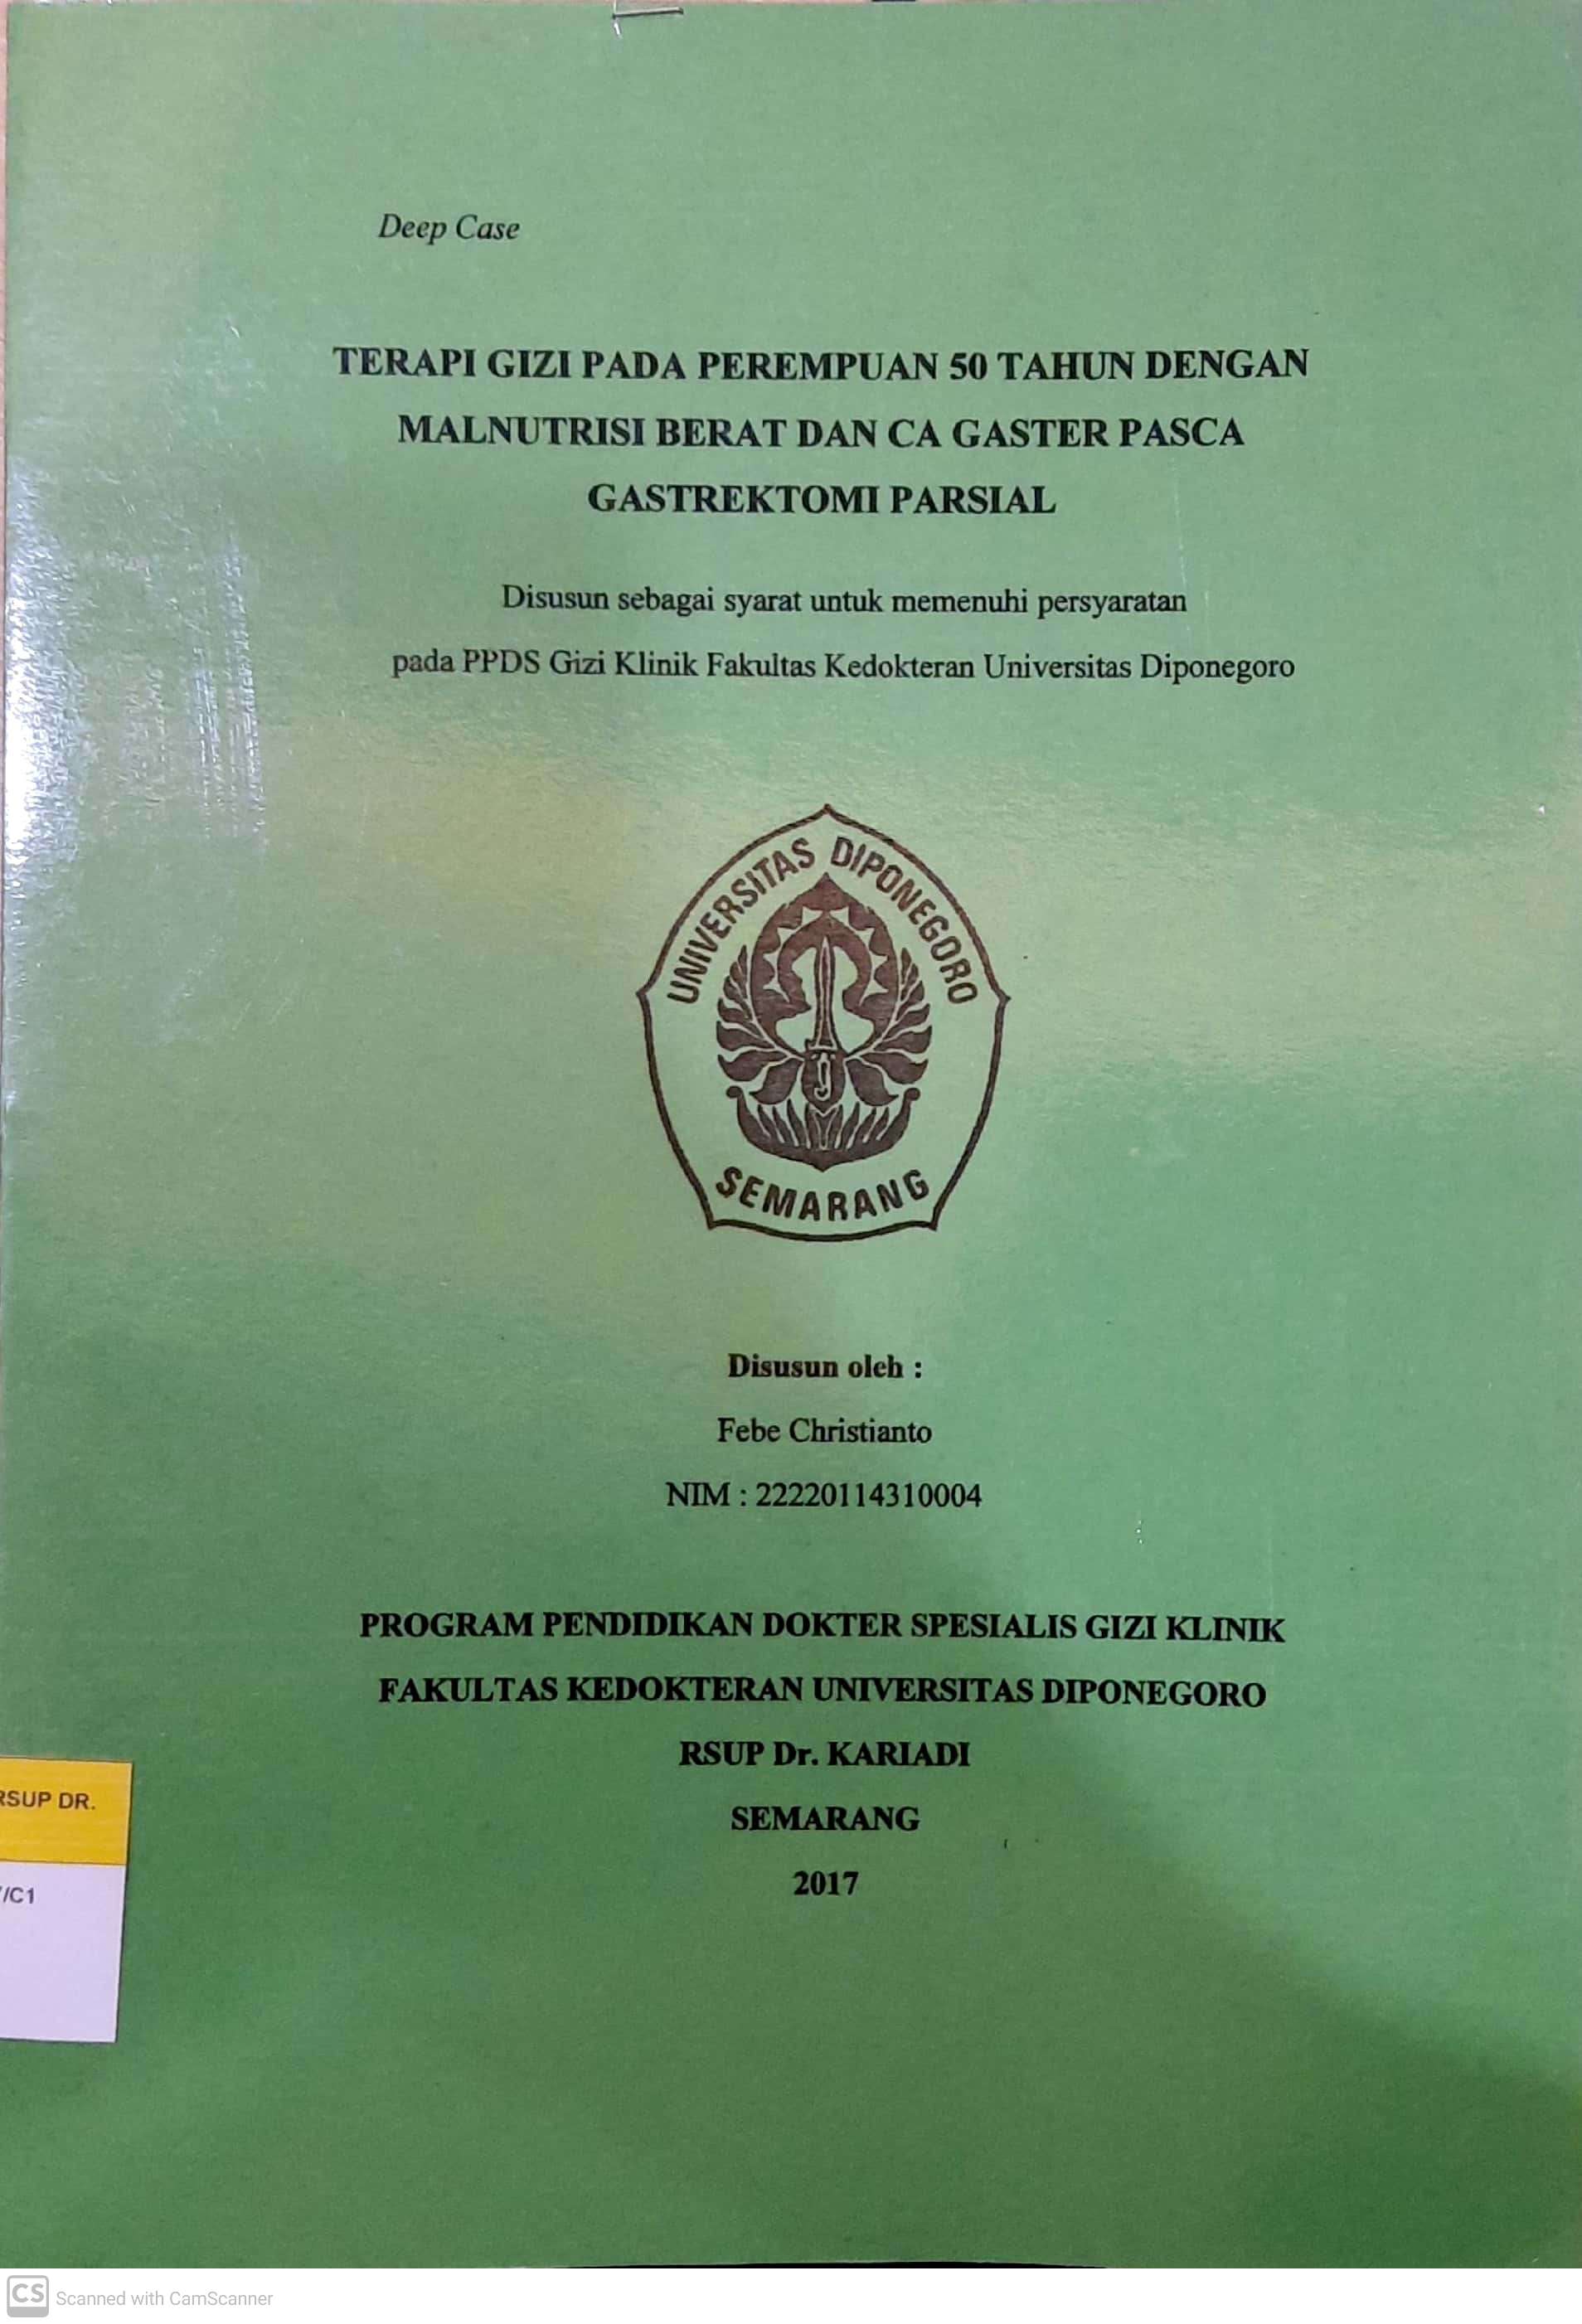 Deep Case
TERAPI GIZI PADA PEREMPUAN 50 TAHUN DENGAN
MALNUTRISI BERAT DAN CA GASTER PASCA
GASTREKTOMI PARSIAL
Disusun sebagai syarat untuk memenuhi persyaratan
pada PPDS Gizi Klinik Fakultas Kedokteran Universitas Diponegoro
UNIVERSITAS DIPONEGORO
SEMARANG
Disusun oleh :
Febe Christianto
NIM : 22220114310004
PROGRAM PENDIDIKAN DOKTER SPESIALIS GIZI KLINIK
FAKULTAS KEDOKTERAN UNIVERSITAS DIPONEGORO
RSUP Dr. KARIADI
SEMARANG
2017
RSUP DR.
/C1
CS Scanned with CamScanner